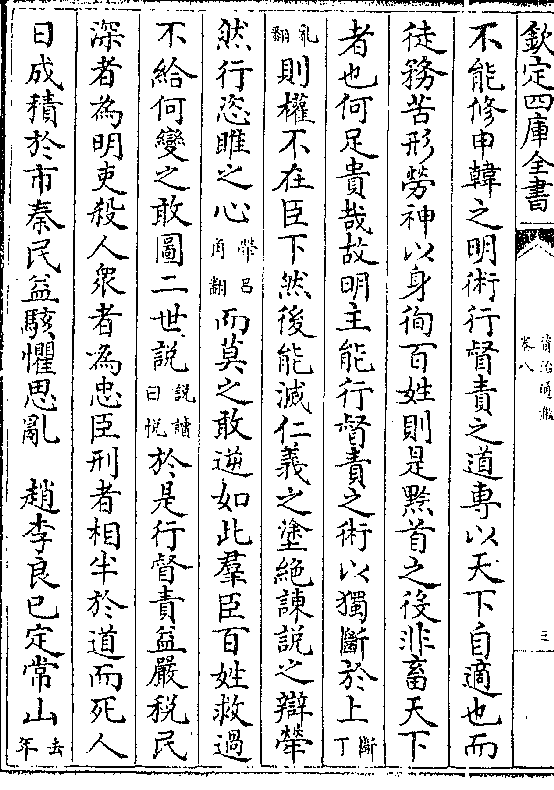 欽定四庫全書
資治通鑑
卷八
三
不能修申韓之明術行督責之道專以天下自適也而
徒務苦形勞神以身徇百姓則是黔首之役非畜天下
者也何足貴哉故明主能行督責之術以獨斷於上斷丁
亂翻則權不在臣下然後能滅仁義之塗絶諫說之辯犖
然行恣睢之心犖吕角翻而莫之敢逆如此羣臣百姓救過
不給何變之敢圖二世説説讀曰悦於是行督責益嚴税民
深者為明吏殺人衆者為忠臣刑者相半於道而死人
日成積於市秦民益駭懼思亂 趙李良已定常山去年